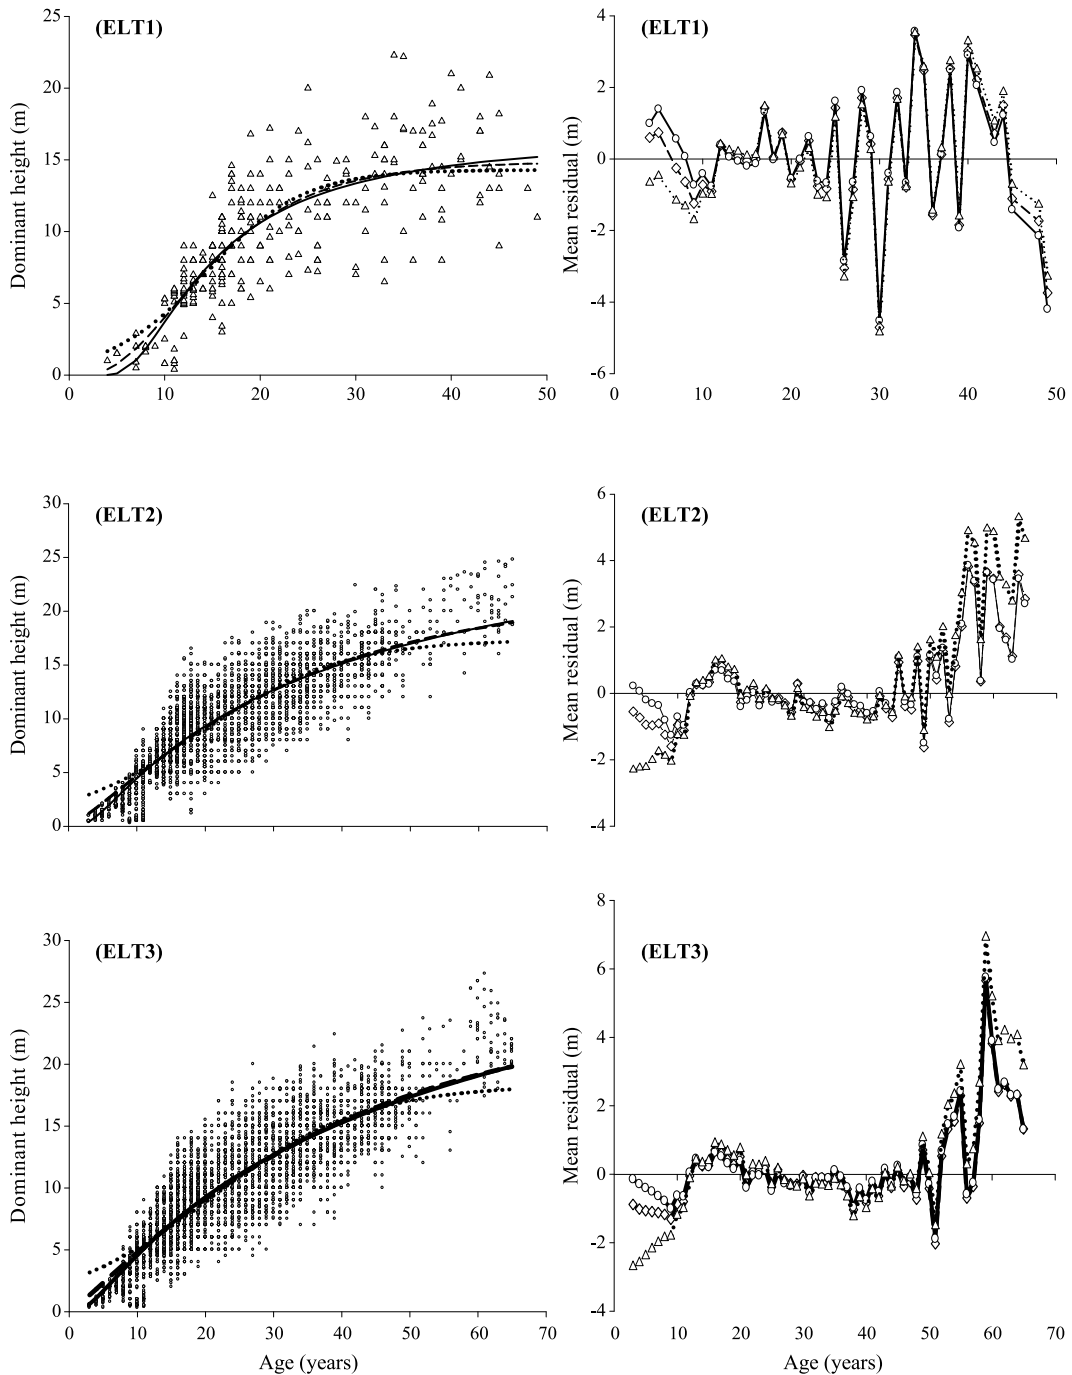 (ELT1)
Dominant height (m)
25
20
15
10
5
0
0 10 20 30 40 50
(ELT1)
Mean residual (m)
4
2
0
-2
-4
-6
0 10 20 30 40 50
(ELT2)
Dominant height (m)
30
25
20
15
10
5
0
0 10 20 30 40 50 60 70
(ELT2)
Mean residual (m)
6
4
2
0
-2
-4
0 10 20 30 40 50 60 70
(ELT3)
Dominant height (m)
30
25
20
15
10
5
0
0 10 20 30 40 50 60 70
Age (years)
(ELT3)
Mean residual (m)
8
6
4
2
0
-2
-4
0 10 20 30 40 50 60 70
Age (years)